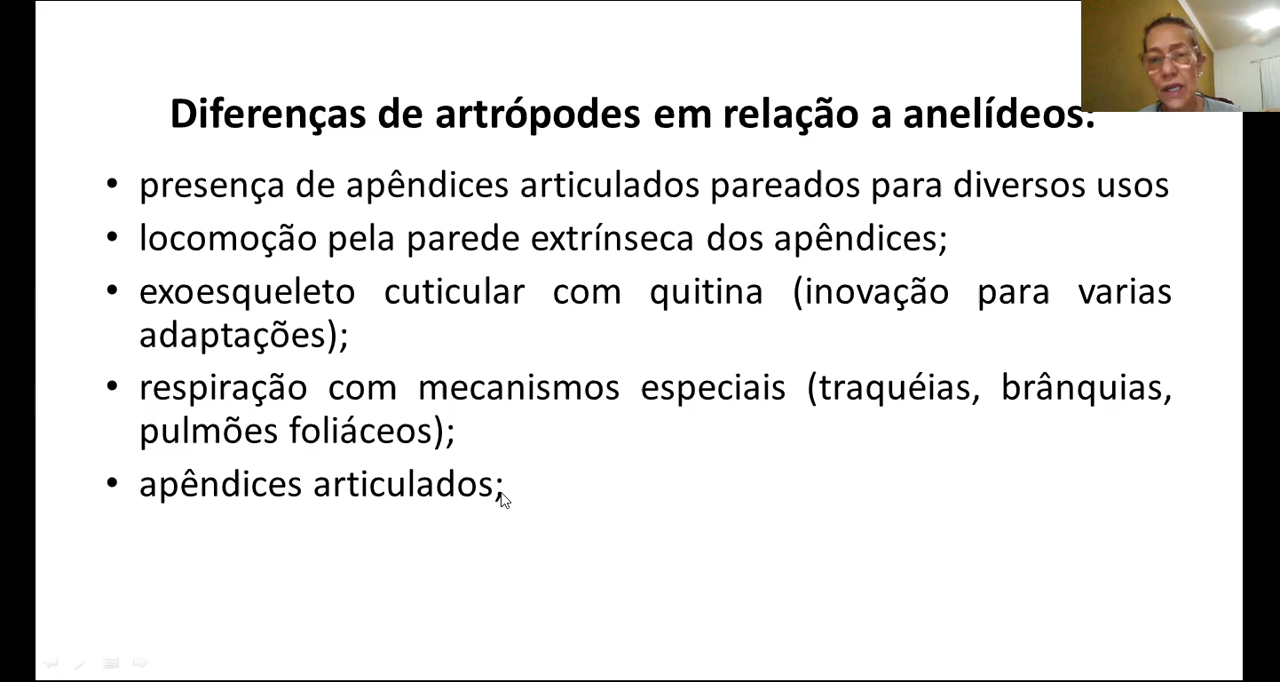 Diferenças de artrópodes em relação a anelídeos:
• presença de apêndices articulados pareados para diversos usos
• locomoção pela parede extrínseca dos apêndices;
• exoesqueleto cuticular com quitina (inovação para varias
adaptações);
• respiração com mecanismos especiais (traquéias, brânquias,
pulmões foliáceos);
• apêndices articulados;